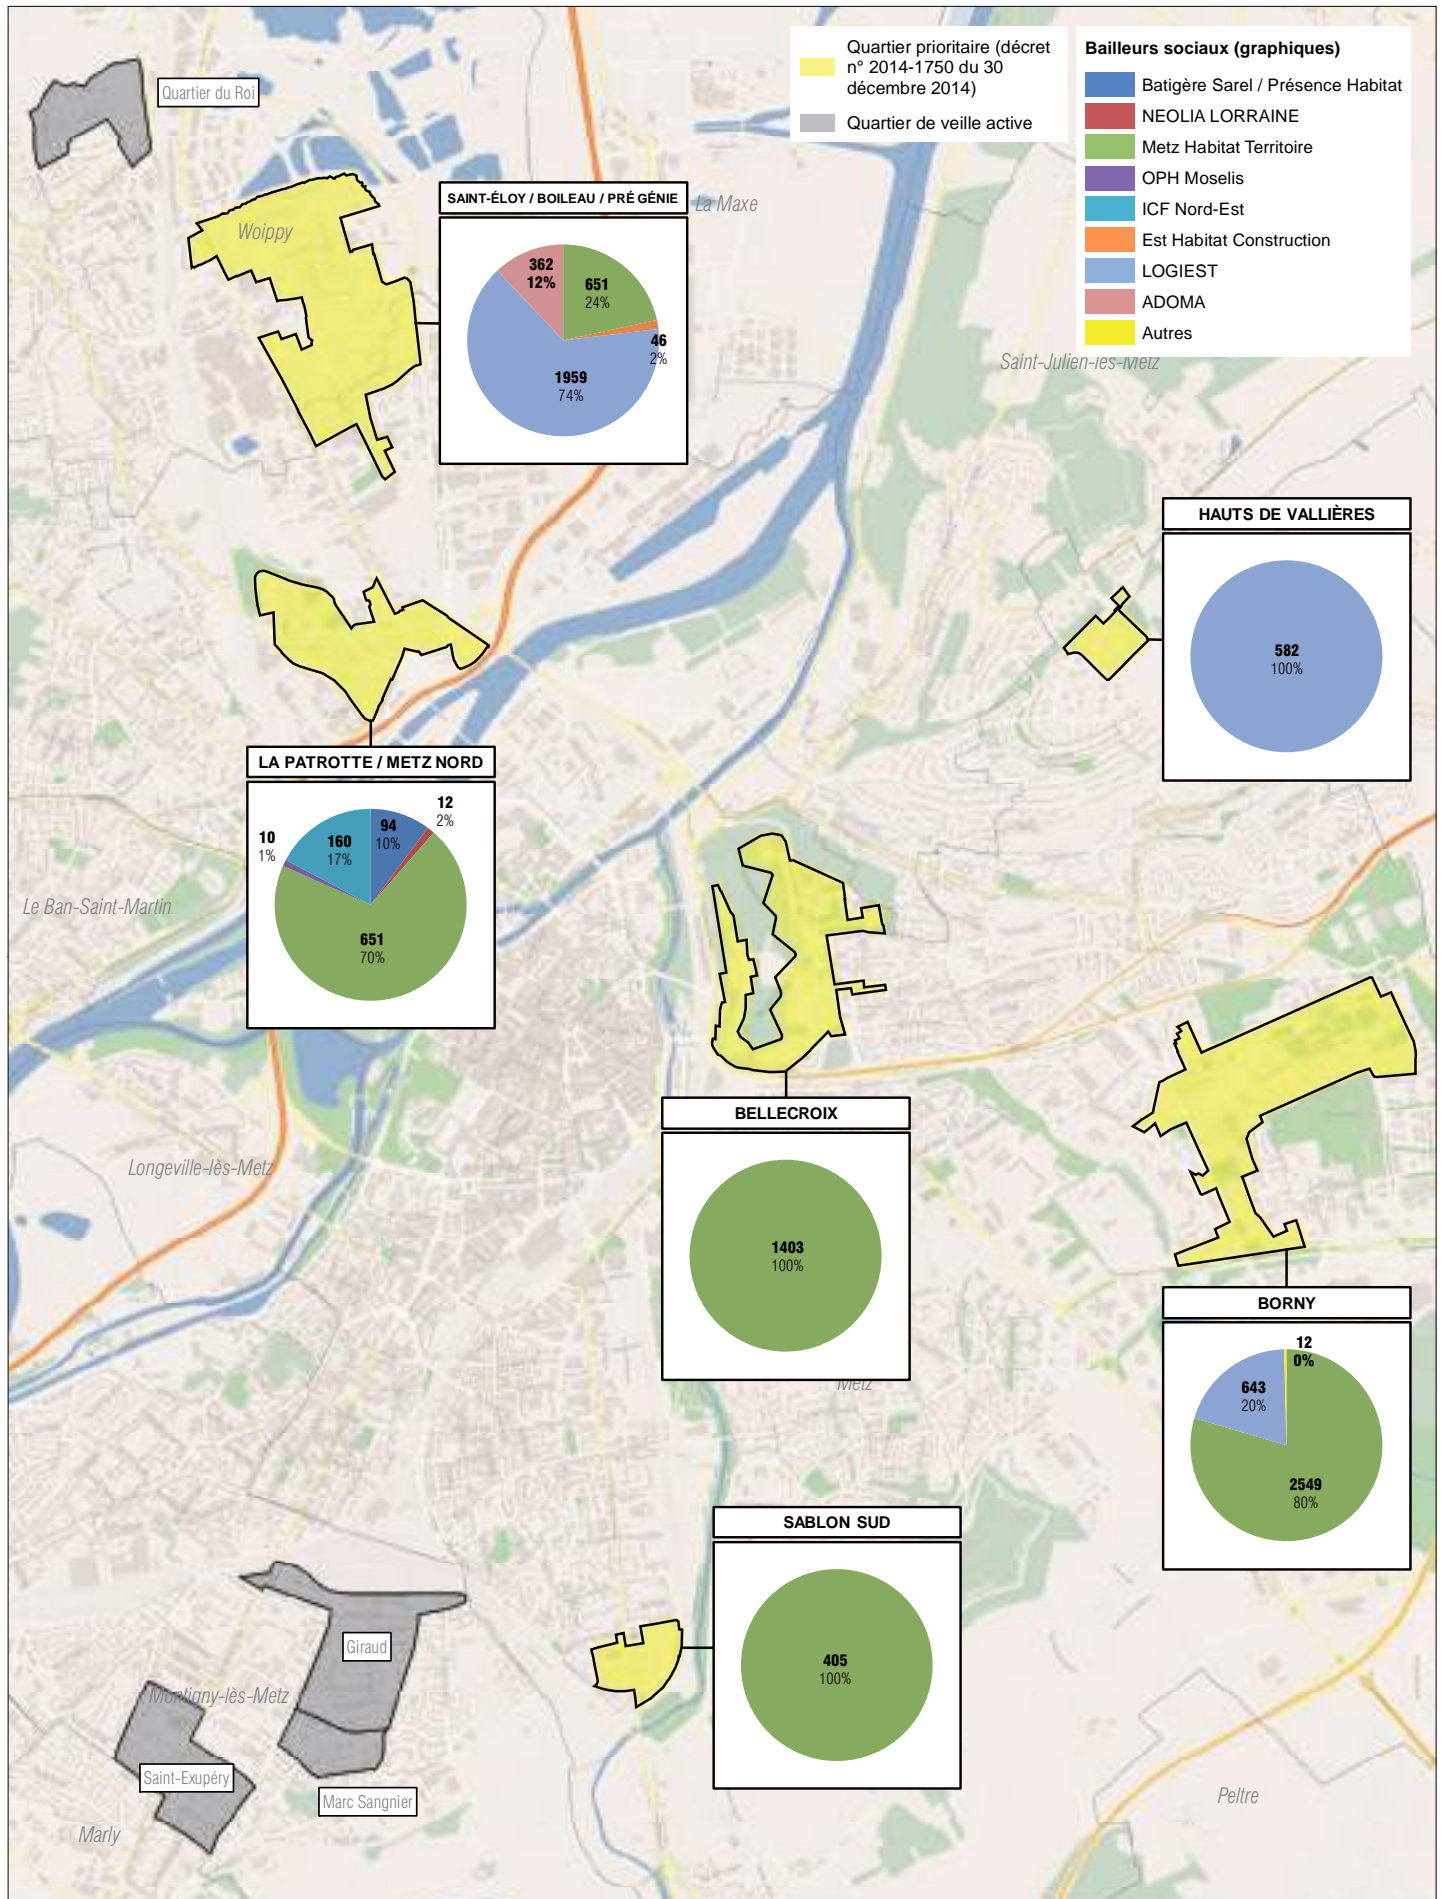 Quartier du Roi
Quartier prioritaire (décret
n° 2014-1750 du 30
décembre 2014)
Quartier de veille active
Bailleurs sociaux (graphiques)
Batigère Sarel / Présence Habitat
NEOLIA LORRAINE
Metz Habitat Territoire
OPH Moselis
ICF Nord-Est
Est Habitat Construction
LOGIEST
ADOMA
Autres
Woippy
SAINT-ÉLOY / BOILEAU / PRÉ GÉNIE
362
12%
651
24%
46
2%
1959
74%
La Maxe
Saint-Julien-lès-Metz
HAUTS DE VALLIÈRES
582
100%
LA PATROTTE / METZ NORD
12
2%
94
10%
10
1%
160
17%
651
70%
Le Ban-Saint-Martin
Longeville-lès-Metz
BELLECROIX
1403
100%
Metz
BORNY
12
0%
643
20%
2549
80%
SABLON SUD
405
100%
Giraud
Montigny-lès-Metz
Saint-Exupéry
Marc Sangnier
Marly
Peltre